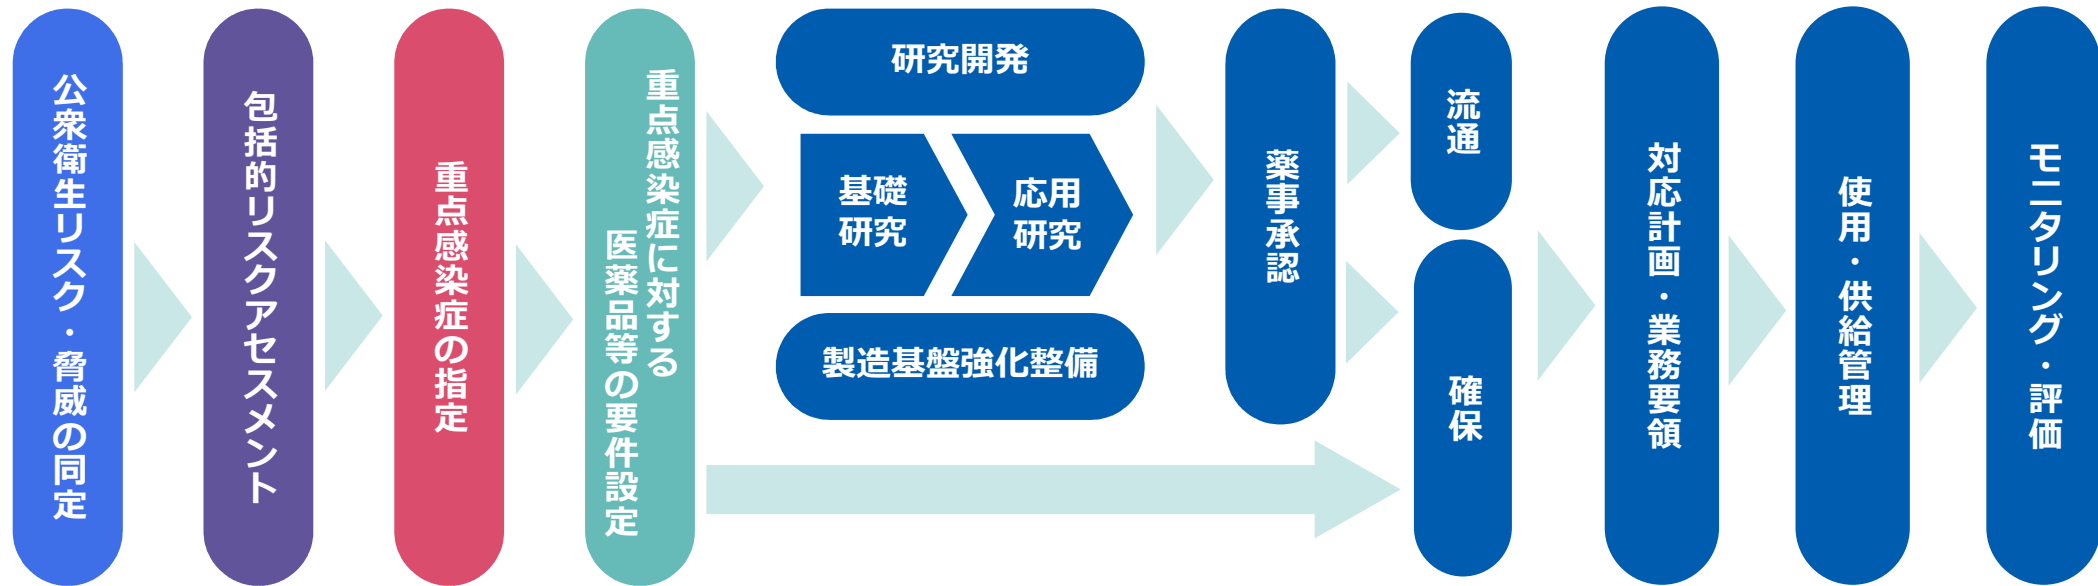 公衆衛生リスク・脅威の同定
包括的リスクアセスメント
重点感染症の指定
重点感染症に対する
医薬品等の要件設定
研究開発
基礎
研究
応用
研究
製造基盤強化整備
薬事承認
流通
確保
対応計画・業務要領
使用・供給管理
モニタリング・評価